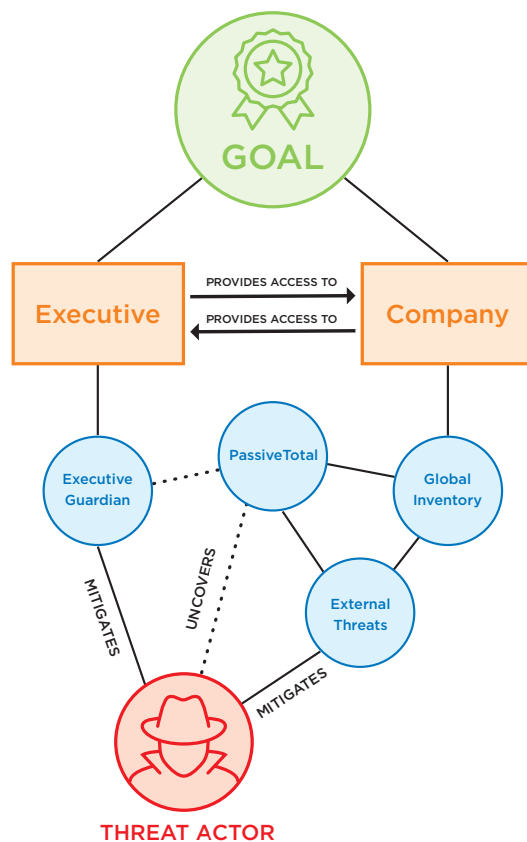 GOAL
PROVIDES ACCESS TO
Executive
Company
PROVIDES ACCESS TO
PassiveTotal
Executive
Guardian
Global
Inventory
UNCOVERS
MITIGATES
External
Threats
MITIGATES
THREAT ACTOR